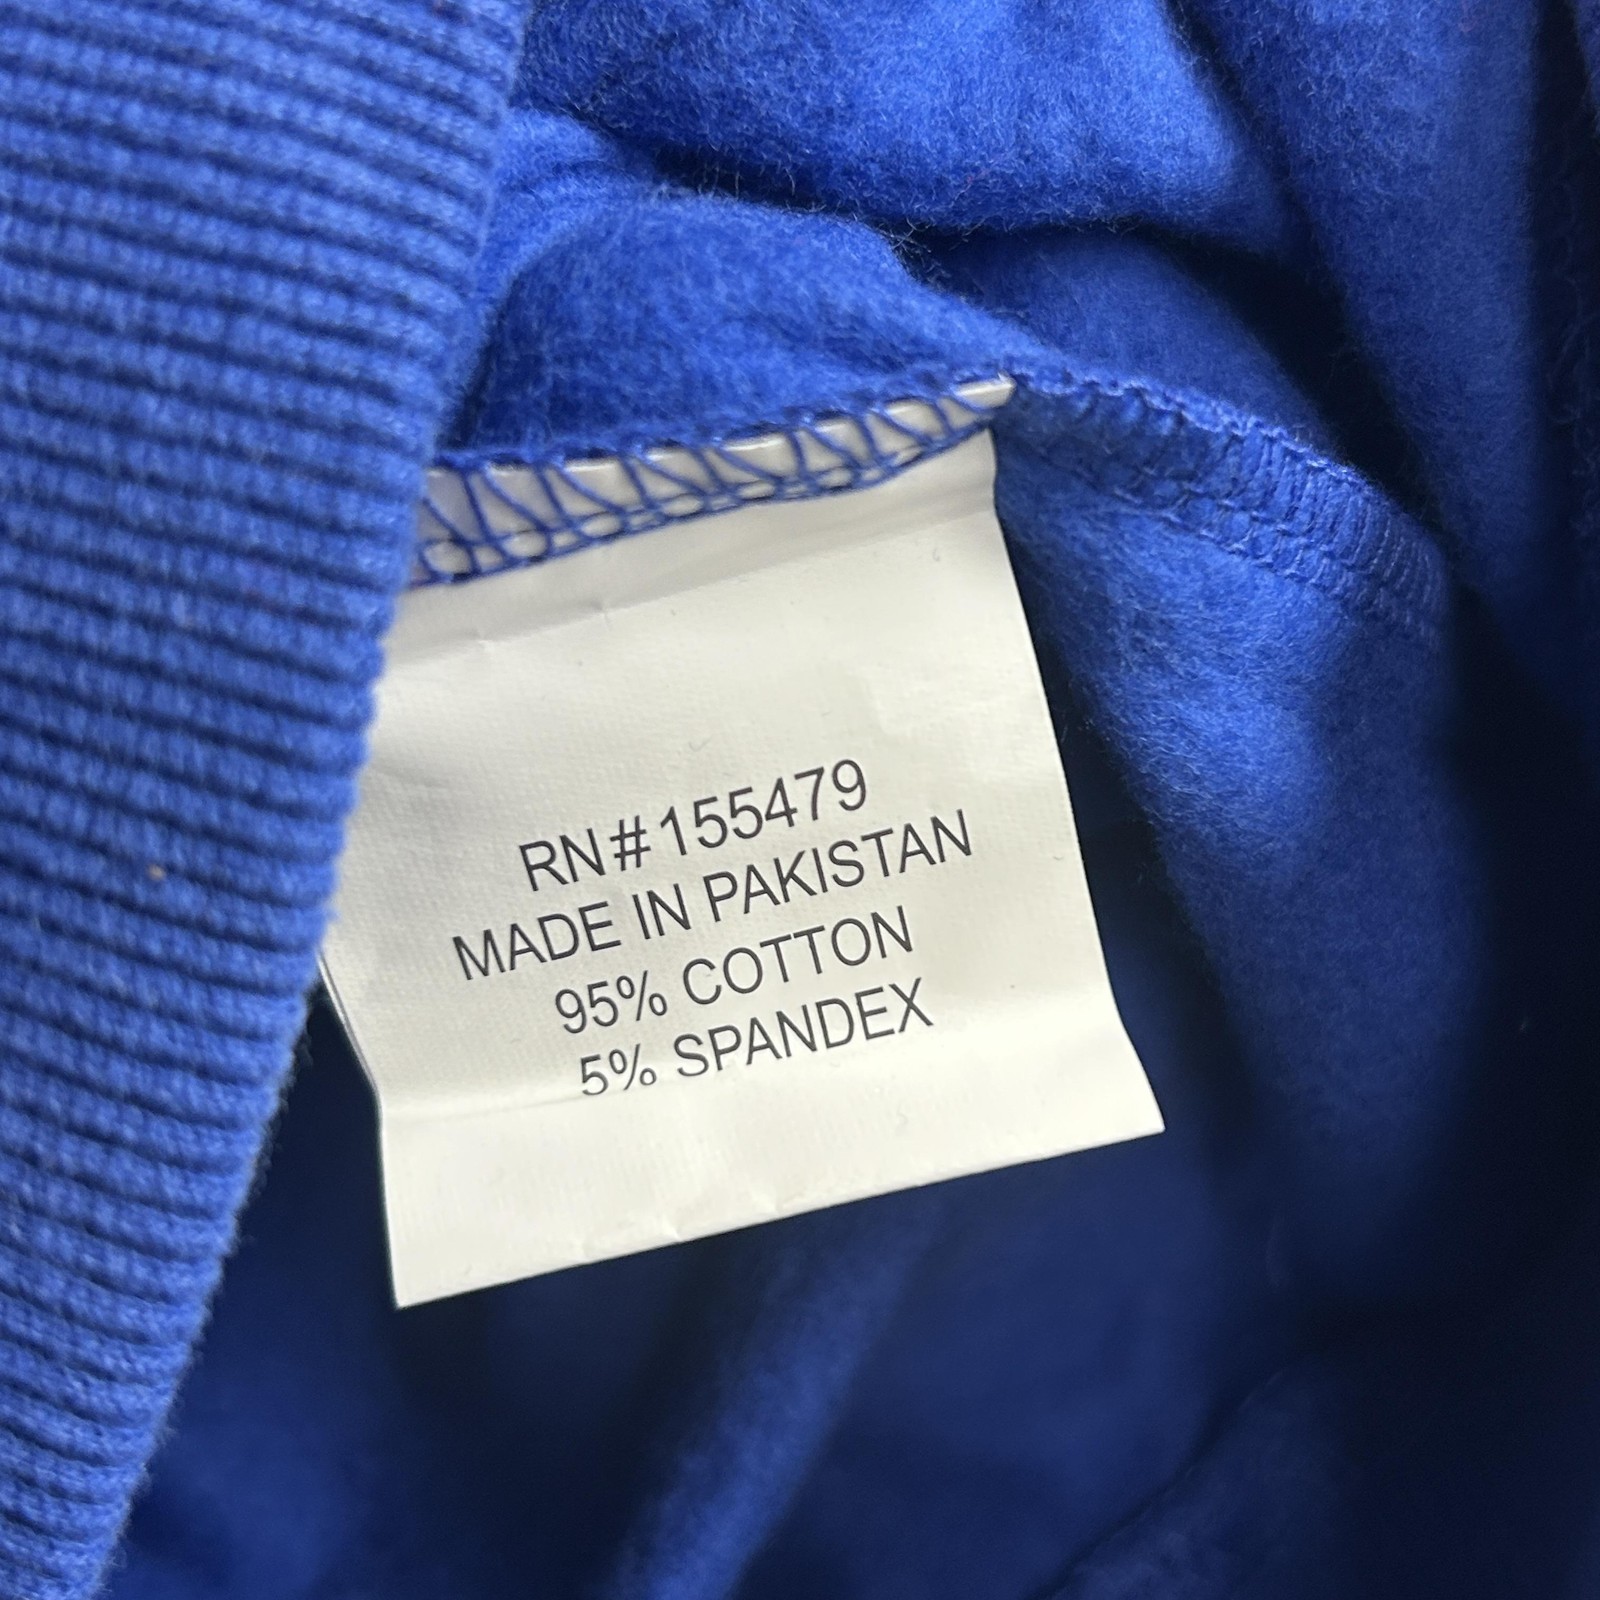 RN#155479
MADE IN PAKISTAN
95% COTTON
5% SPANDEX